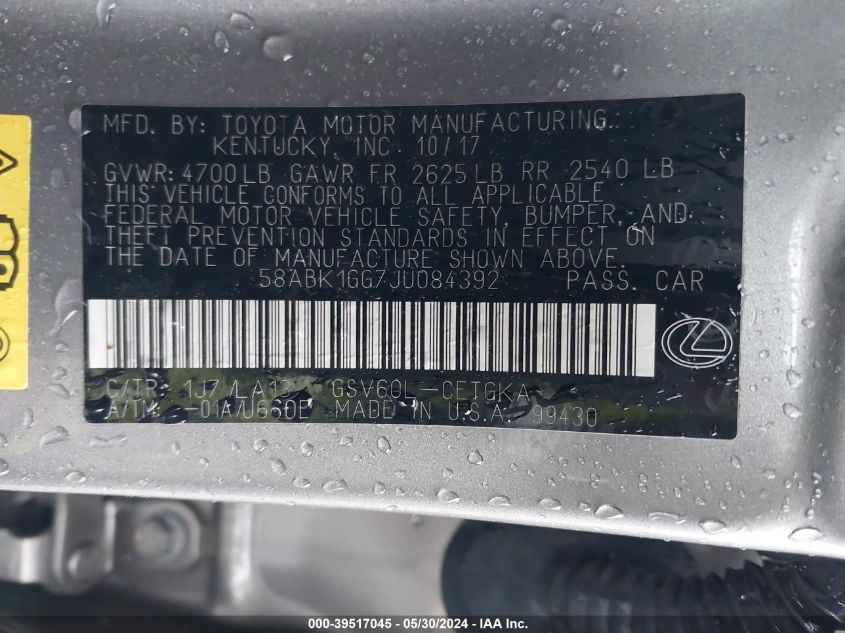 MFD. BY: TOYOTA MOTOR MANUFACTURING
KENTUCKY, INC 10/17
GVWR: 4700LB GAWR FR 2625LB RR 2540 LB
THIS VEHICLE CONFORMS TO ALL APPLICABLE
FEDERAL MOTOR VEHICLE SAFETY, BUMPER, AND
THEFT PREVENTION STANDARDS IN EFFECT ON
THE DATE OF MANUFACTURE SHOWN ABOVE.
58ABK1GG7JU084392 PASS. CAR
C/TR: 1J7/LA13 GSV60L-CETGKA
A/TM: -01A/U660E MADE IN U.S.A. 99430
000-39517045 / 05/30/2024 - IAA Inc.